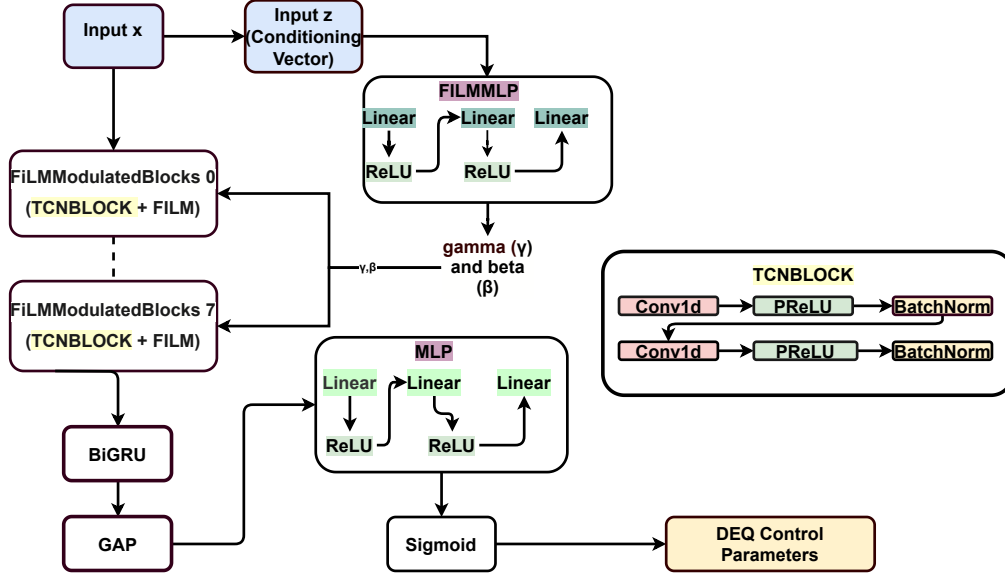 Input x
Input z
(Conditioning
Vector)
FILMMLP
Linear
Linear
Linear
ReLU
ReLU
FiLMModulatedBlocks 0
(TCNBLOCK + FILM)
gamma (γ)
and beta
(β)
γ,β
FiLMModulatedBlocks 7
(TCNBLOCK + FILM)
TCNBLOCK
Conv1d
PReLU
BatchNorm
Conv1d
PReLU
BatchNorm
MLP
Linear
Linear
Linear
ReLU
ReLU
BiGRU
GAP
Sigmoid
DEQ Control
Parameters